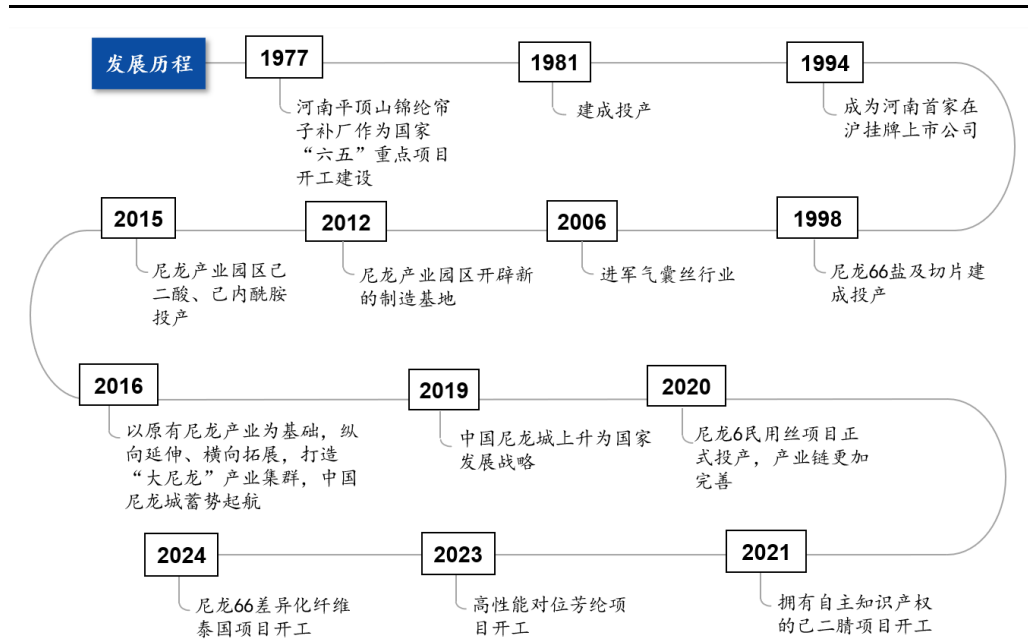 发展历程
1977
河南平顶山锦纶帘
子补厂作为国家
“六五”重点项目
开工建设
1981
建成投产
1994
成为河南首家在
沪挂牌上市公司
1998
尼龙66盐及切片建
成投产
2006
进军气囊丝行业
2012
尼龙产业园区开辟新
的制造基地
2015
尼龙产业园区己
二酸、己内酰胺
投产
2016
以原有尼龙产业为基础，纵
向延伸、横向拓展，打造
“大尼龙”产业集群，中国
尼龙城蓄势起航
2019
中国尼龙城上升为国家
发展战略
2020
尼龙6民用丝项目正
式投产，产业链更加
完善
2021
拥有自主知识产权
的己二腈项目开工
2023
高性能对位芳纶项
目开工
2024
尼龙66差异化纤维
泰国项目开工